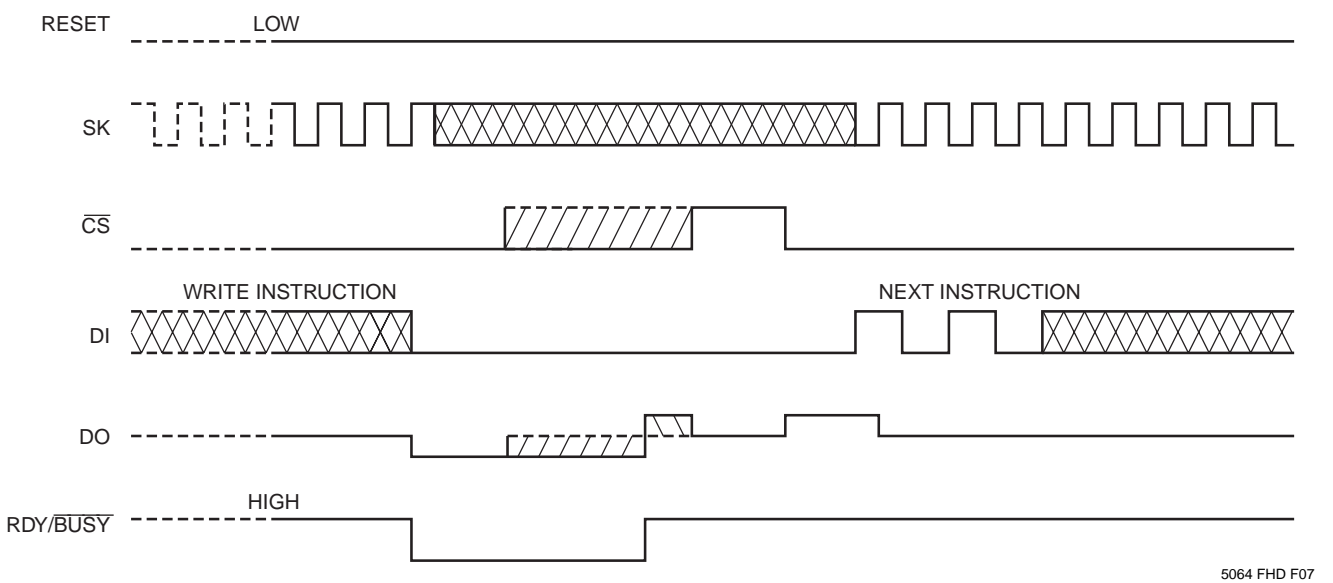 RESET LOW
SK
CS
WRITE INSTRUCTION NEXT INSTRUCTION
DI
DO
HIGH
RDY/BUSY
5064 FHD F07